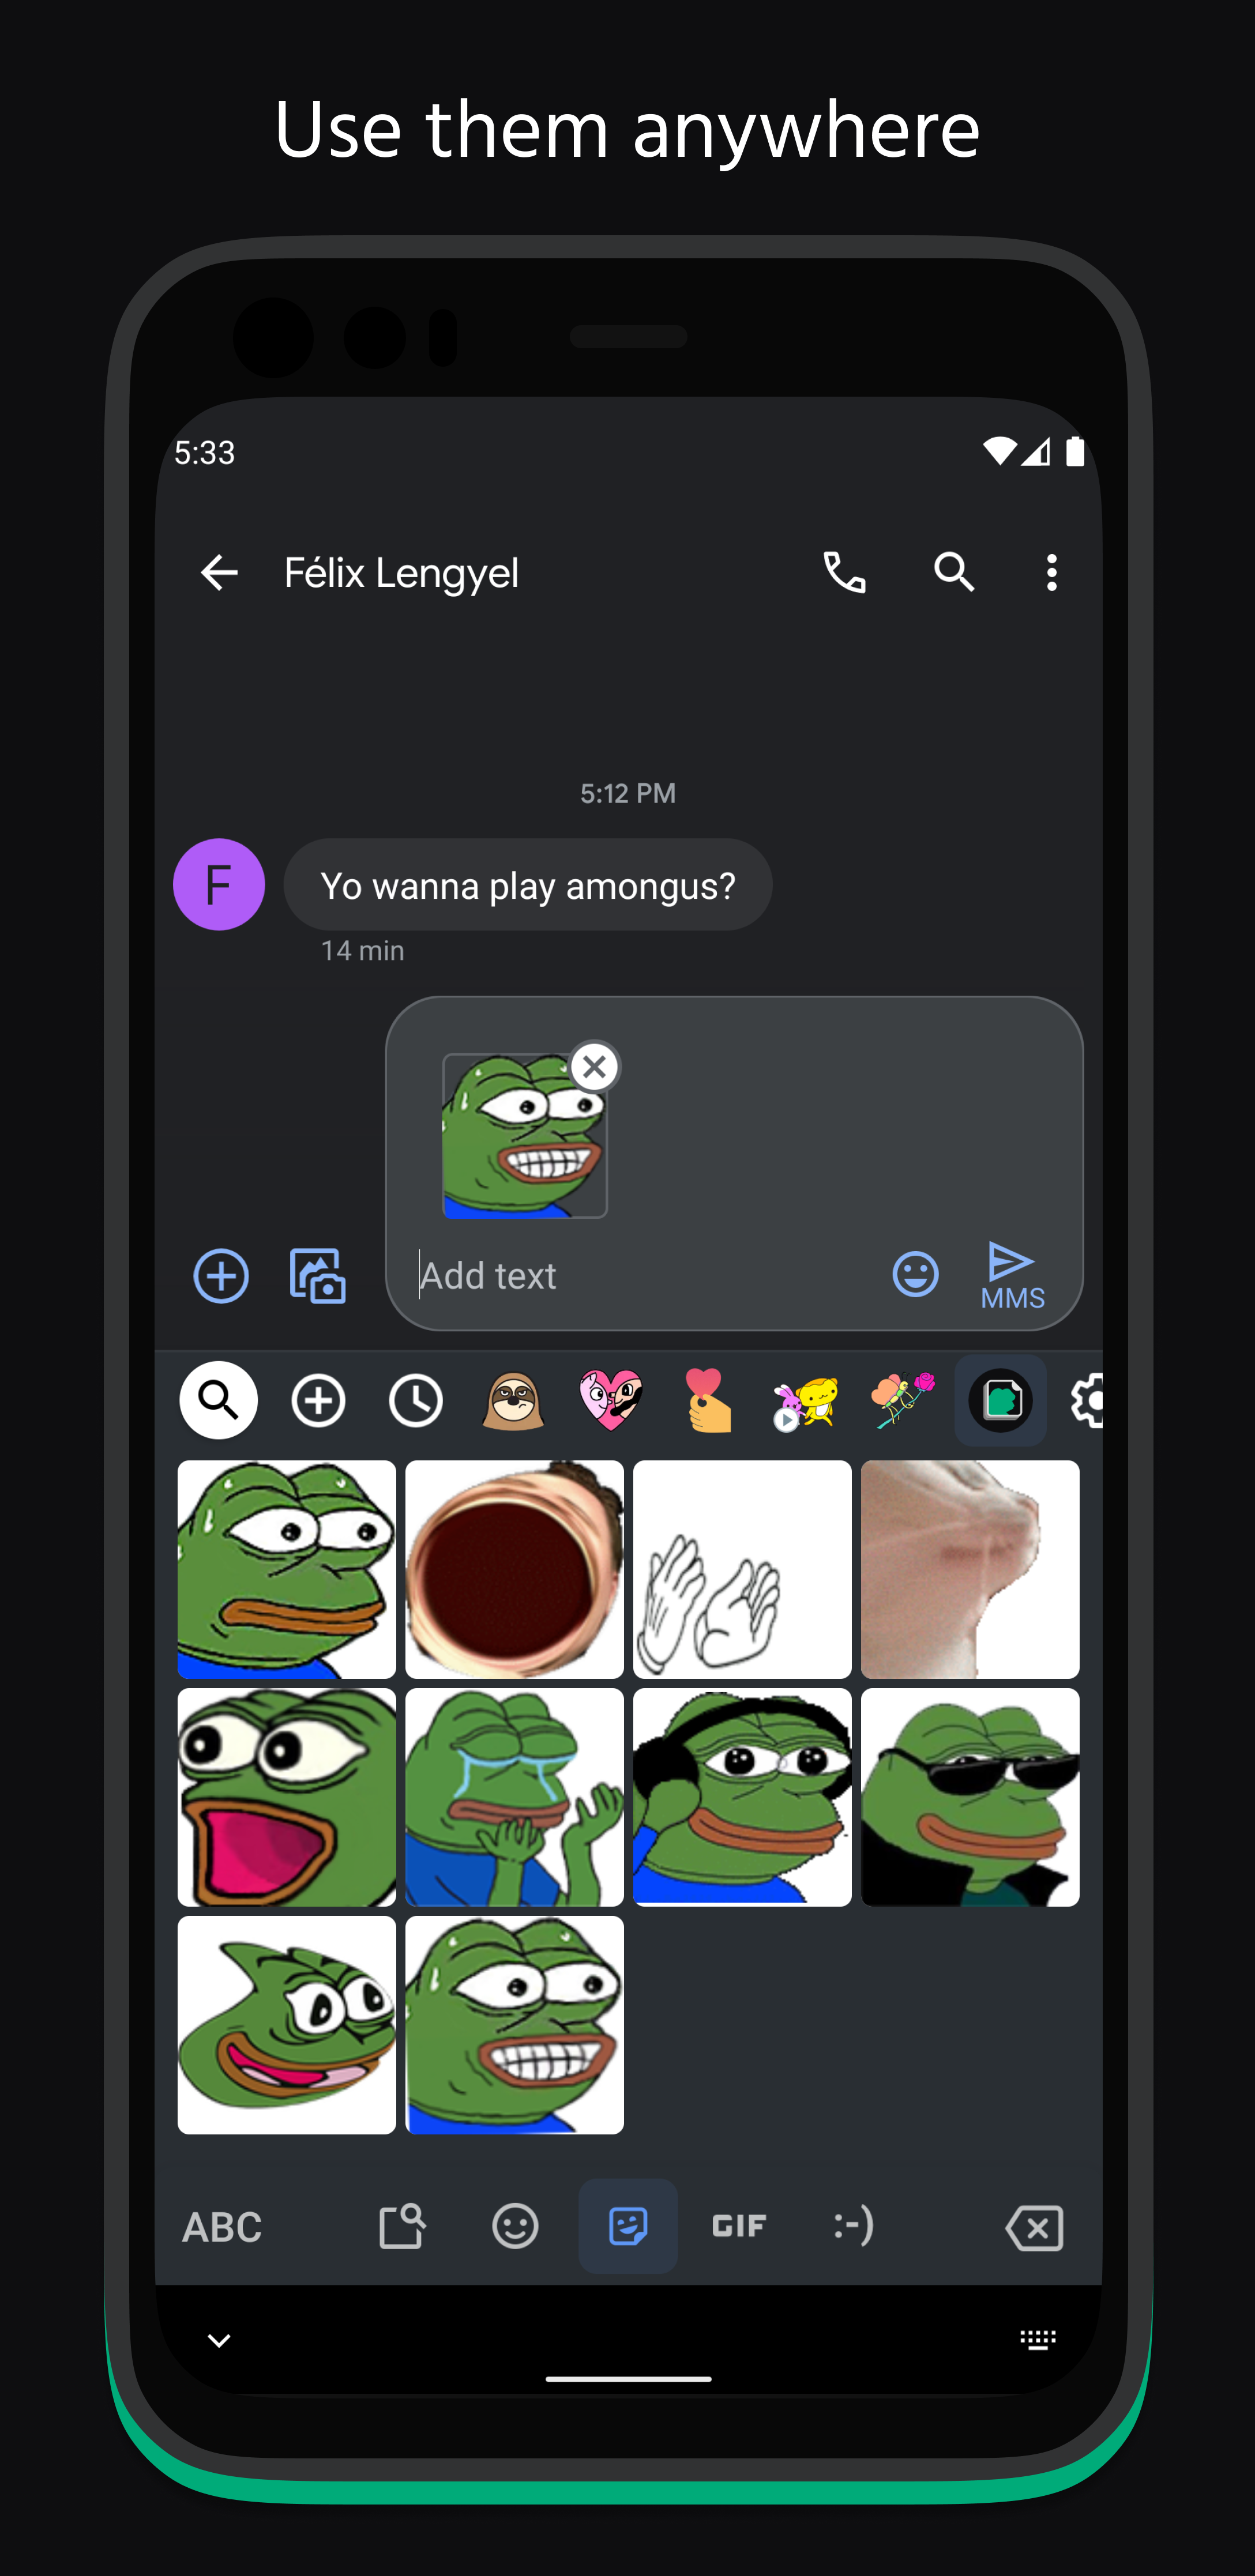 Use them anywhere
5:33
Félix Lengyel
5:12 PM
F
Yo wanna play amongus?
14 min
Add text
MMS
ABC
GIF
:-)